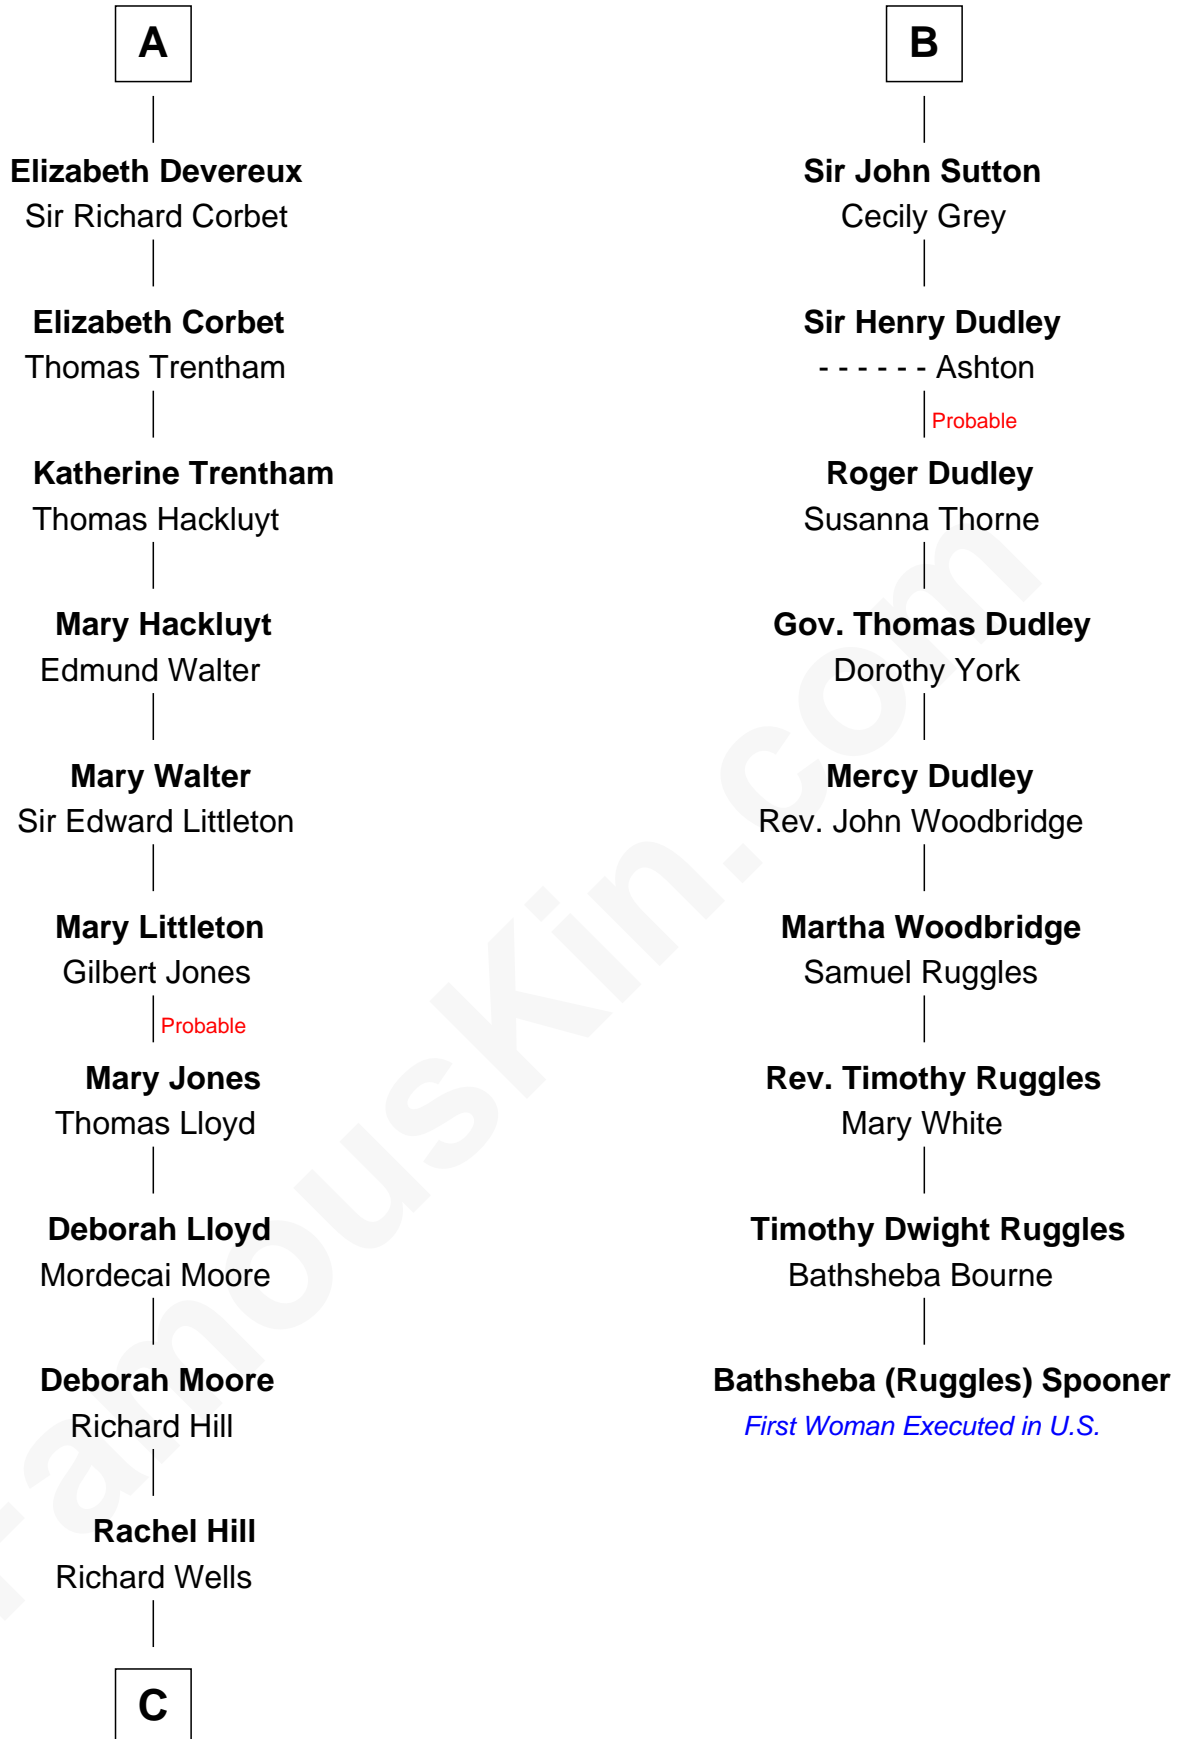 A
Elizabeth Devereux
Sir Richard Corbet
Elizabeth Corbet
Thomas Trentham
Katherine Trentham
Thomas Hackluyt
Mary Hackluyt
Edmund Walter
Mary Walter
Sir Edward Littleton
Mary Littleton
Gilbert Jones
Probable
Mary Jones
Thomas Lloyd
Deborah Lloyd
Mordecai Moore
Deborah Moore
Richard Hill
Rachel Hill
Richard Wells
C
B
Sir John Sutton
Cecily Grey
Sir Henry Dudley
- - - - - - Ashton
Probable
Roger Dudley
Susanna Thorne
Gov. Thomas Dudley
Dorothy York
Mercy Dudley
Rev. John Woodbridge
Martha Woodbridge
Samuel Ruggles
Rev. Timothy Ruggles
Mary White
Timothy Dwight Ruggles
Bathsheba Bourne
Bathsheba (Ruggles) Spooner
First Woman Executed in U.S.
FamousKin.com